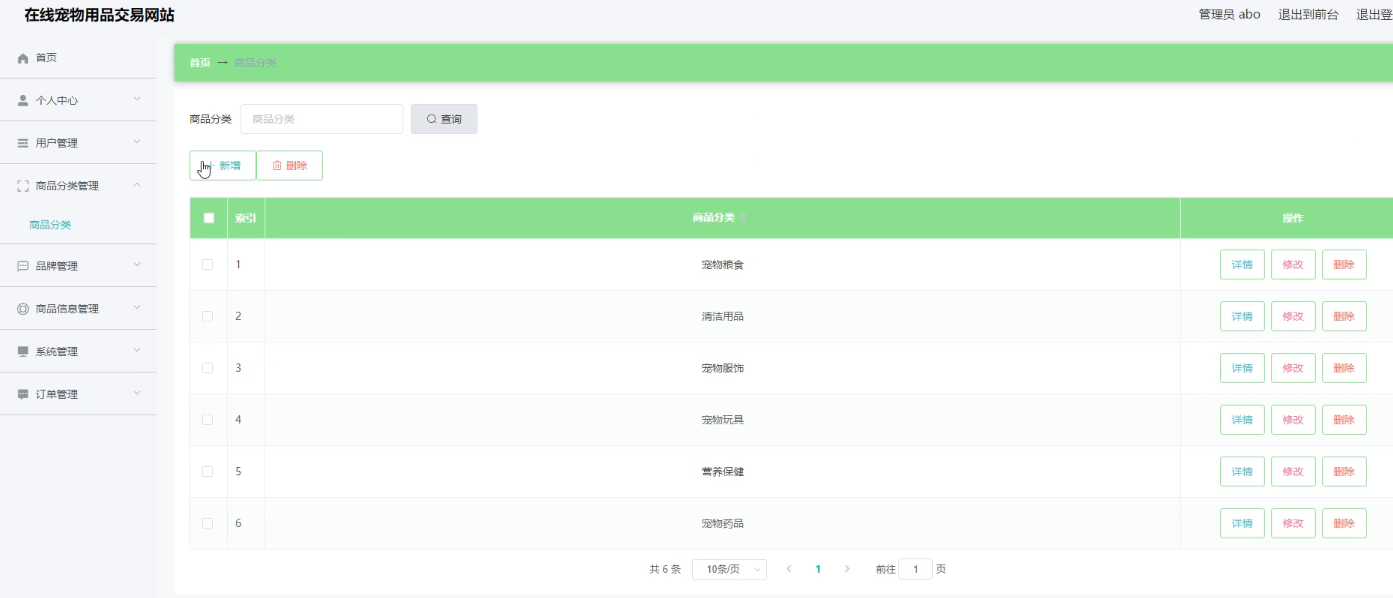 在线宠物用品交易网站
管理员 abo 退出到前台 退出登
首页
个人中心
用户管理
商品分类管理
商品分类
品牌管理
商品信息管理
系统管理
订单管理
首页 → 商品分类
商品分类 商品分类 查询
新增 删除
索引 商品分类 操作
1 宠物粮食 详情 修改 删除
2 清洁用品 详情 修改 删除
3 宠物服饰 详情 修改 删除
4 宠物玩具 详情 修改 删除
5 营养保健 详情 修改 删除
6 宠物药品 详情 修改 删除
共 6 条 10条/页 < 1 > 前往 1 页